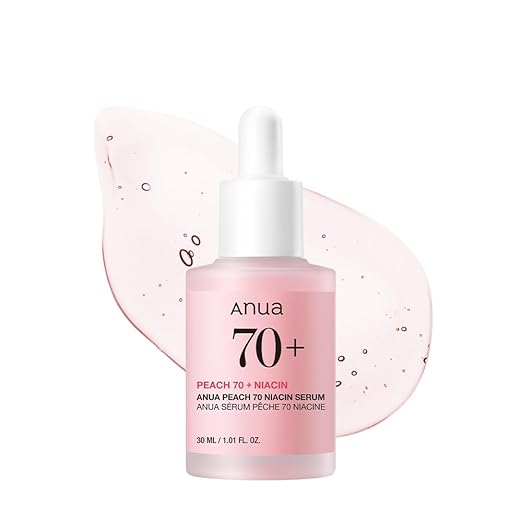 Anua
70+
PEACH 70 + NIACIN
ANUA PEACH 70 NIACIN SERUM
ANUA SÉRUM PÊCHE 70 NIACINE
30 ML / 1.01 FL. OZ.